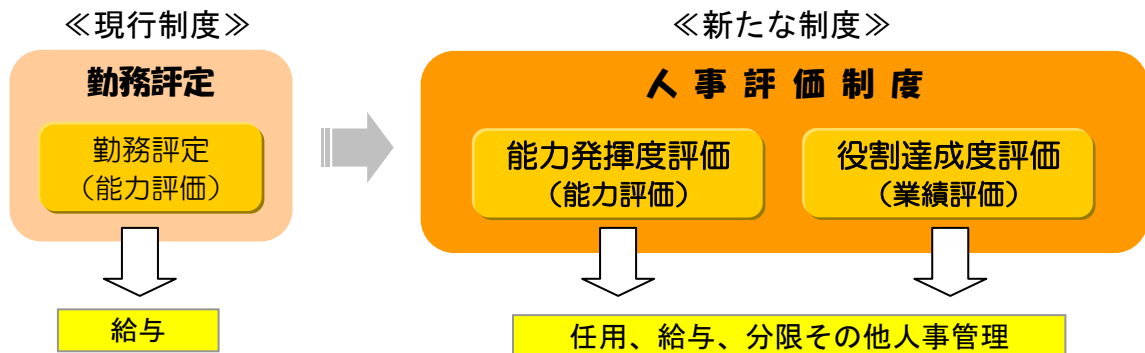 ≪現行制度≫
勤務評定
勤務評定
（能力評価）
給与
≪新たな制度≫
人事評価制度
能力発揮度評価
（能力評価）
役割達成度評価
（業績評価）
任用、給与、分限その他人事管理